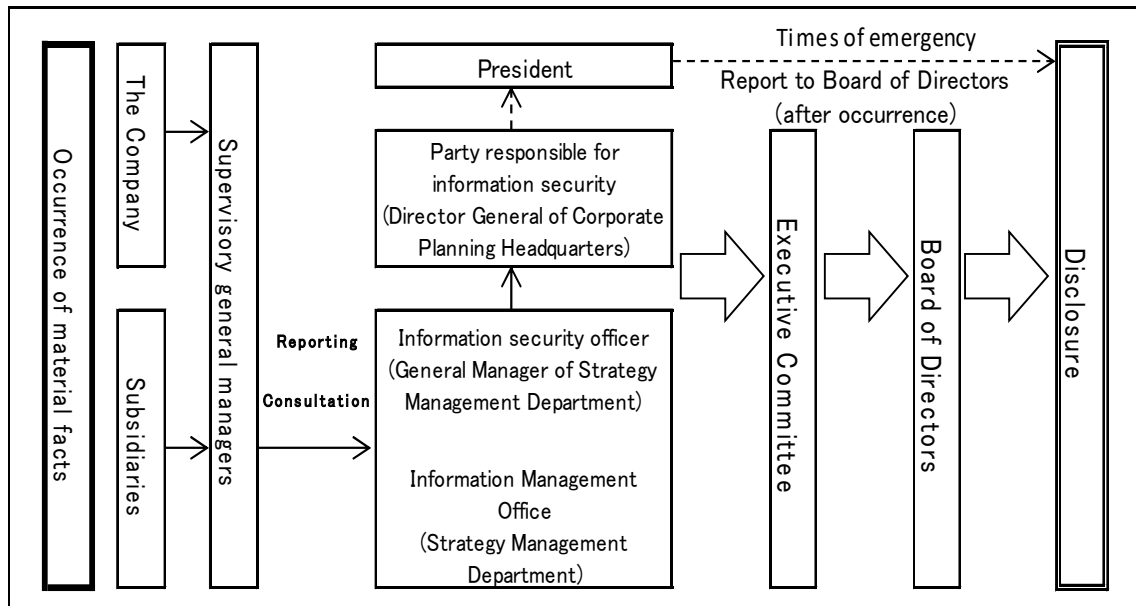 Occurrence of material facts
The Company
Subsidiaries
Supervisory general managers
Reporting
Consultation
President
Party responsible for
information security
(Director General of Corporate
Planning Headquarters)
Information security officer
(General Manager of Strategy
Management Department)
Information Management
Office
(Strategy Management
Department)
Times of emergency
Report to Board of Directors
(after occurrence)
Executive Committee
Board of Directors
Disclosure